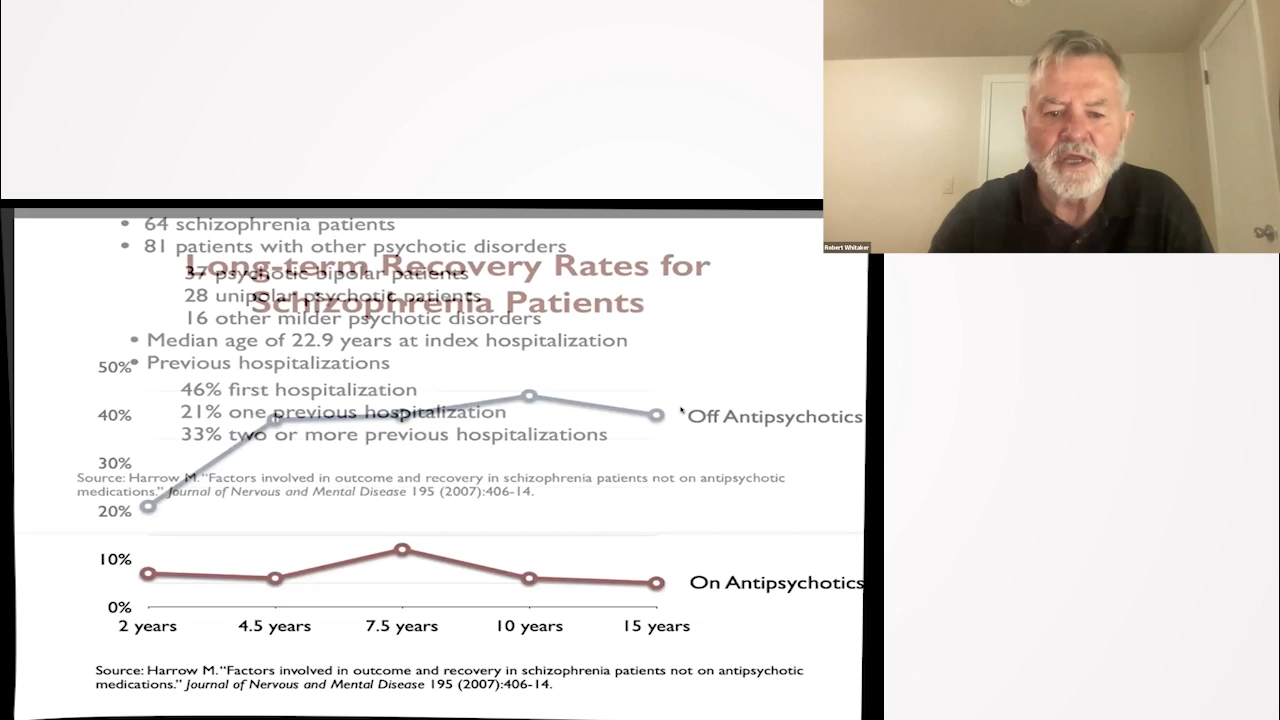 Robert Whitaker
• 64 schizophrenia patients
• 81 patients with other psychotic disorders
37 psychotic bipolar patients
28 unipolar psychotic patients
16 other milder psychotic disorders
• Median age of 22.9 years at index hospitalization
• Previous hospitalizations
46% first hospitalization
21% one previous hospitalization
33% two or more previous hospitalizations
Source: Harrow M. “Factors involved in outcome and recovery in schizophrenia patients not on antipsychotic
medications.” Journal of Nervous and Mental Disease 195 (2007):406-14.
Long-term Recovery Rates for
Schizophrenia Patients
50%
40%
30%
20%
10%
0%
Off Antipsychotics
On Antipsychotics
2 years 4.5 years 7.5 years 10 years 15 years
Source: Harrow M. “Factors involved in outcome and recovery in schizophrenia patients not on antipsychotic
medications.” Journal of Nervous and Mental Disease 195 (2007):406-14.